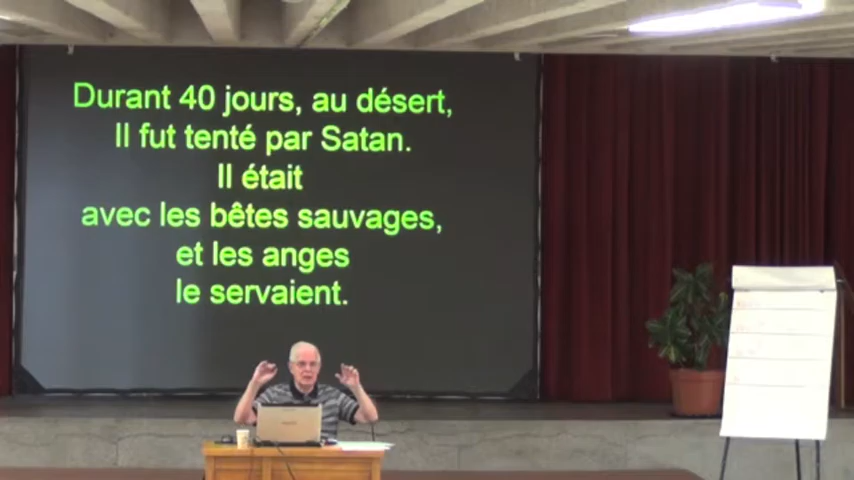 Durant 40 jours, au désert,
Il fut tenté par Satan.
Il était
avec les bêtes sauvages,
et les anges
le servaient.